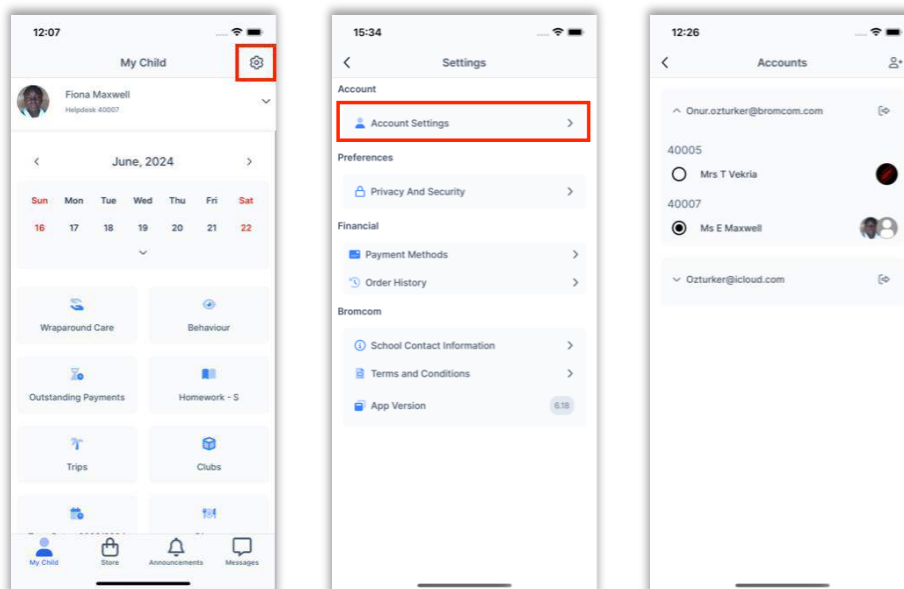 12:07
My Child
Fiona Maxwell
Helpdesk 40007
June, 2024
Sun Mon Tue Wed Thu Fri Sat
16 17 18 19 20 21 22
Wraparound Care
Behaviour
Outstanding Payments
Homework - S
Trips
Clubs
My Child
Store
Announcements
Messages
15:34
Settings
Account
Account Settings
Preferences
Privacy And Security
Financial
Payment Methods
Order History
Bromcom
School Contact Information
Terms and Conditions
App Version
6.18
12:26
Accounts
Onur.ozturker@bromcom.com
40005
Mrs T Vekria
40007
Ms E Maxwell
Ozturker@icloud.com